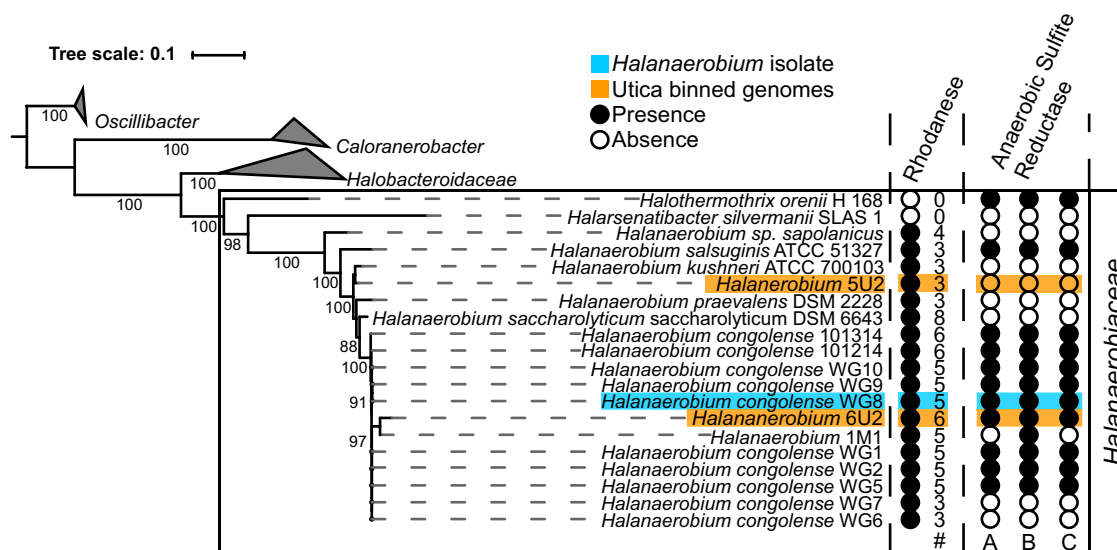 Tree scale: 0.1
Halanaerobium isolate
Utica binned genomes
Presence
Absence
Rhodanese
Anaerobic Sulfite
Reductase
100
Oscillibacter
100
Caloranerobacter
100
Halobacteroidaceae
100
100
98
100
100
100
88
100
91
97
Halothermothrix orenii H 168 0
Halarsenatibacter silvermanii SLAS 1 0
Halanaerobium sp. sapolanicus 4
Halanaerobium salsuginis ATCC 51327 3
Halanaerobium kushneri ATCC 700103 3
Halanerobium 5U2 3
Halanaerobium praevalens DSM 2228 3
Halanaerobium saccharolyticum saccharolyticum DSM 6643 8
Halanaerobium congolense 101314 6
Halanaerobium congolense 101214 6
Halanaerobium congolense WG10 5
Halanaerobium congolense WG9 5
Halanaerobium congolense WG8 5
Halananerobium 6U2 6
Halanaerobium 1M1 5
Halanaerobium congolense WG1 5
Halanaerobium congolense WG2 5
Halanaerobium congolense WG5 5
Halanaerobium congolense WG7 3
Halanaerobium congolense WG6 3
# A B C
Halanaerobiaceae